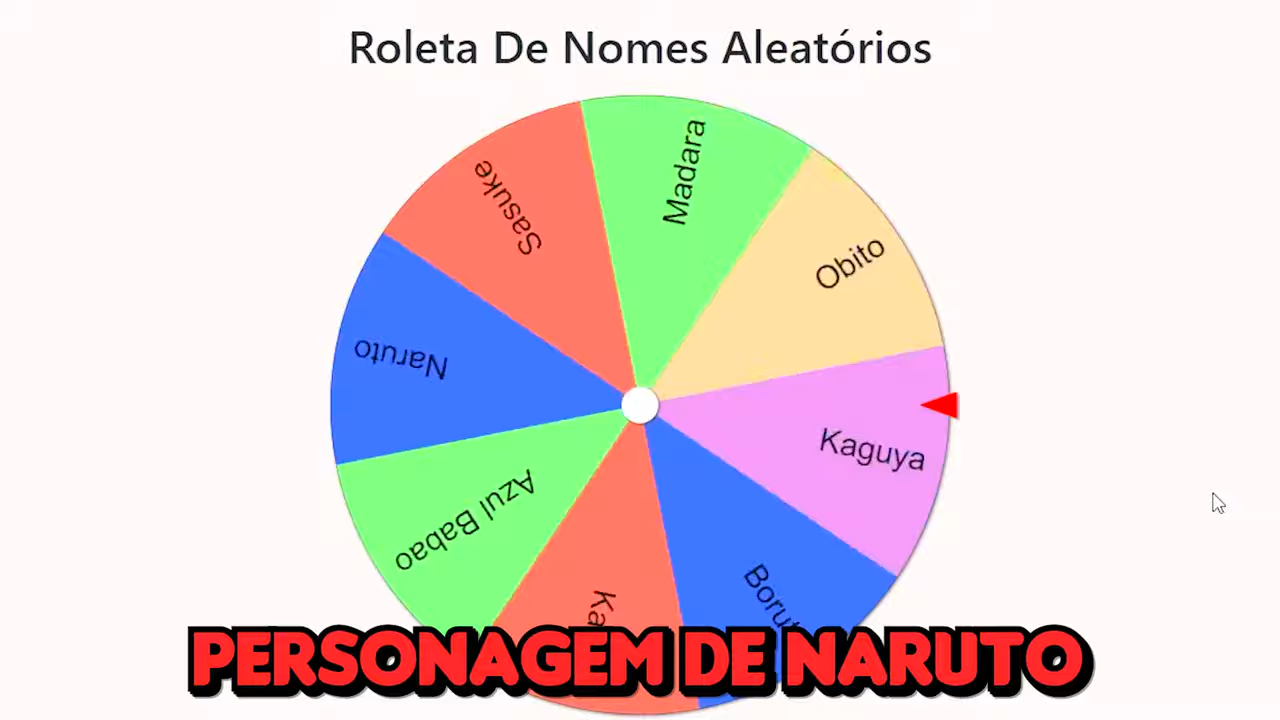 Roleta De Nomes Aleatórios
Madara
Sasuke
Obito
Naruto
Kaguya
Azul Babao
PERSONAGEM DE NARUTO